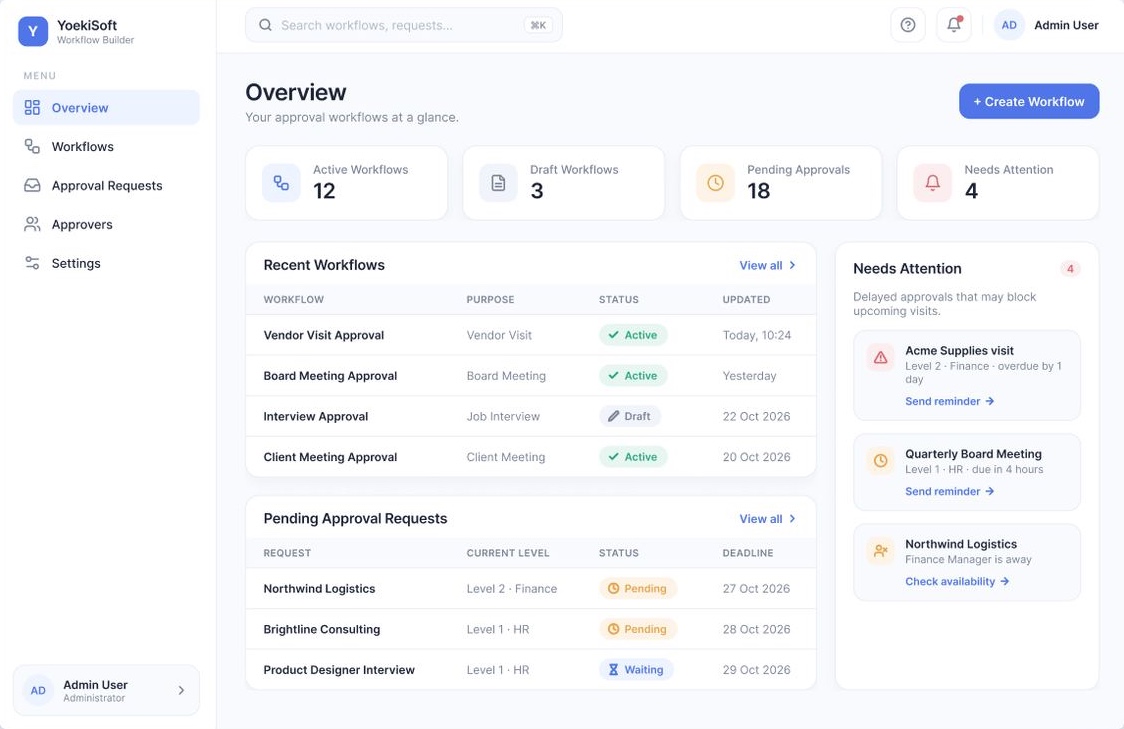 Y
YoekiSoft
Workflow Builder
MENU
Overview
Workflows
Approval Requests
Approvers
Settings
AD
Admin User
Administrator
Search workflows, requests...
⌘K
AD
Admin User
Overview
Your approval workflows at a glance.
+ Create Workflow
Active Workflows
12
Draft Workflows
3
Pending Approvals
18
Needs Attention
4
Recent Workflows
View all
WORKFLOW PURPOSE STATUS UPDATED
Vendor Visit Approval Vendor Visit Active Today, 10:24
Board Meeting Approval Board Meeting Active Yesterday
Interview Approval Job Interview Draft 22 Oct 2026
Client Meeting Approval Client Meeting Active 20 Oct 2026
Pending Approval Requests
View all
REQUEST CURRENT LEVEL STATUS DEADLINE
Northwind Logistics Level 2 · Finance Pending 27 Oct 2026
Brightline Consulting Level 1 · HR Pending 28 Oct 2026
Product Designer Interview Level 1 · HR Waiting 29 Oct 2026
Needs Attention
4
Delayed approvals that may block
upcoming visits.
Acme Supplies visit
Level 2 · Finance · overdue by 1
day
Send reminder →
Quarterly Board Meeting
Level 1 · HR · due in 4 hours
Send reminder →
Northwind Logistics
Finance Manager is away
Check availability →